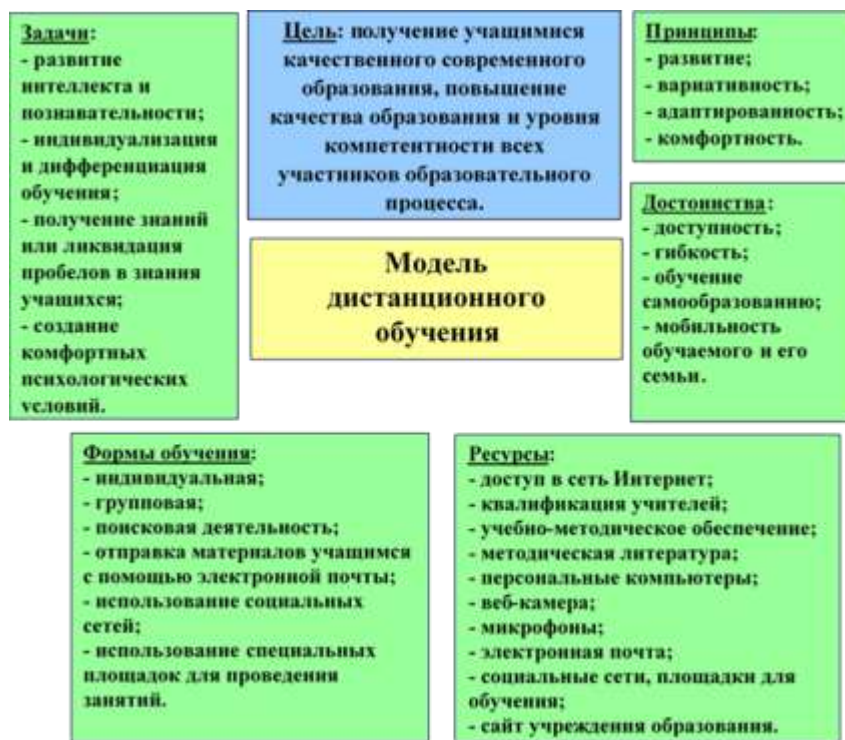 Задачи:
- развитие
интеллекта и
познавательности;
- индивидуализация
и дифференциация
обучения;
- получение знаний
или ликвидация
пробелов в знания
учащихся;
- создание
комфортных
психологических
условий.
Цель: получение учащимися
качественного современного
образования, повышение
качества образования и уровня
компетентности всех
участников образовательного
процесса.
Принципы:
- развитие;
- вариативность;
- адаптированность;
- комфортность.
Модель
дистанционного
обучения
Достоинства:
- доступность;
- гибкость;
- обучение
самообразованию;
- мобильность
обучаемого и его
семьи.
Формы обучения:
- индивидуальная;
- групповая;
- поисковая деятельность;
- отправка материалов учащимся
с помощью электронной почты;
- использование социальных
сетей;
- использование специальных
площадок для проведения
занятий.
Ресурсы:
- доступ в сеть Интернет;
- квалификация учителей;
- учебно-методическое обеспечение;
- методическая литература;
- персональные компьютеры;
- веб-камера;
- микрофоны;
- электронная почта;
- социальные сети, площадки для
обучения;
- сайт учреждения образования.